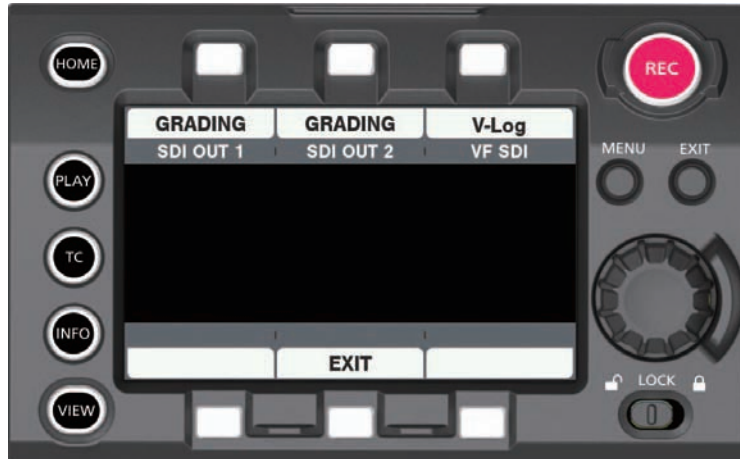 HOME
REC
GRADING GRADING V-Log
SDI OUT 1 SDI OUT 2 VF SDI
MENU EXIT
PLAY
TC
INFO
EXIT
LOCK
VIEW